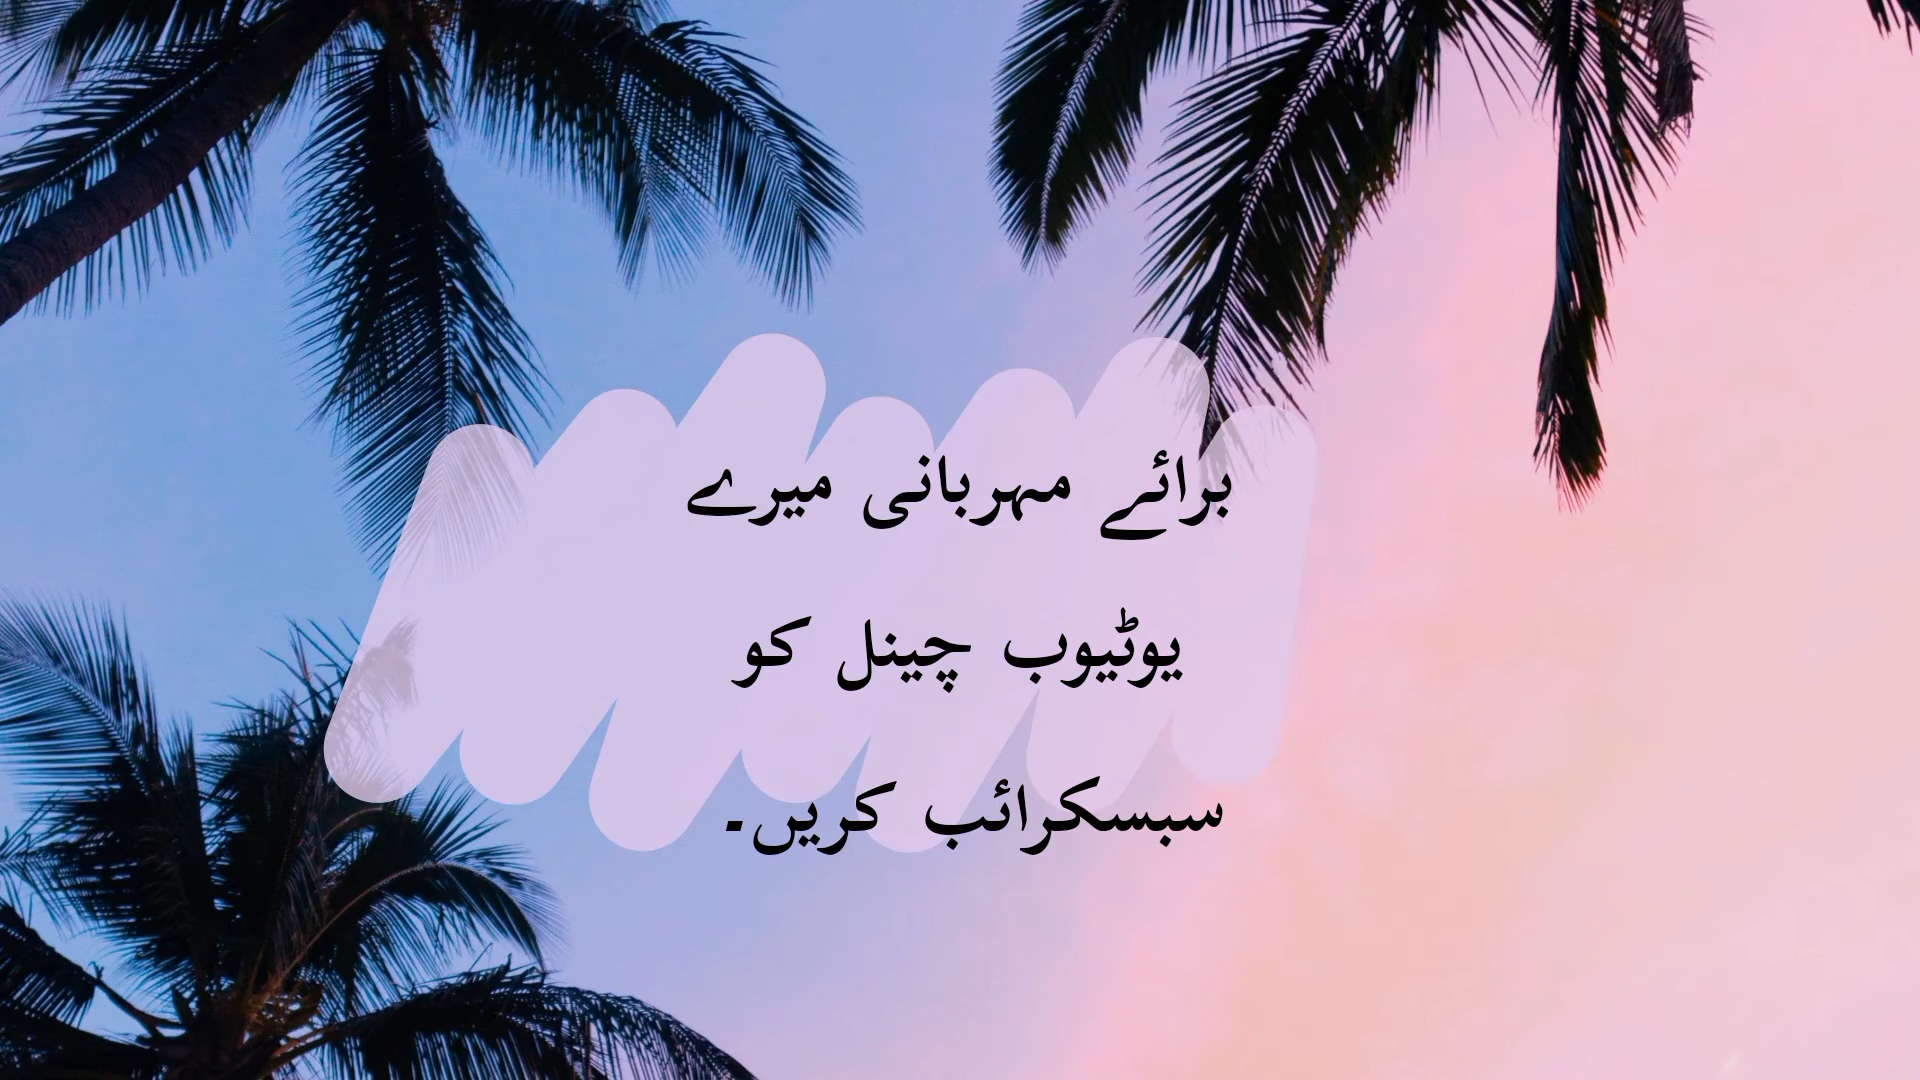 برائے مہربانی میرے
یوٹیوب چینل کو
سبسکرائب کریں۔